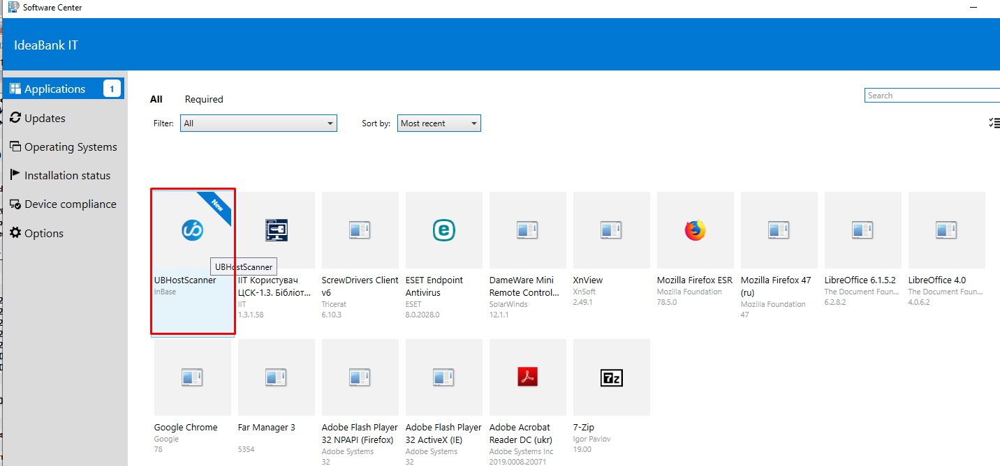 Software Center
IdeaBank IT
Applications
1
Updates
Operating Systems
Installation status
Device compliance
Options
All
Required
Search
Filter:
All
Sort by:
Most recent
New
UBHostScanner
UBHostScanner
InBase
ІІТ Користувач
ЦСК-1.3. Бібліот...
IIT
1.3.1.58
ScrewDrivers Client
v6
Tricerat
6.10.3
ESET Endpoint
Antivirus
ESET
8.0.2028.0
DameWare Mini
Remote Control...
SolarWinds
12.1.1
XnView
XnSoft
2.49.1
Mozilla Firefox ESR
Mozilla Foundation
78.5.0
Mozilla Firefox 47
(ru)
Mozilla Foundation
47
LibreOffice 6.1.5.2
The Document Foun...
6.2.8.2
LibreOffice 4.0
The Document Foun...
4.0.6.2
7z
Google Chrome
Google
78
Far Manager 3
5354
Adobe Flash Player
32 NPAPI (Firefox)
Adobe Systems
32
Adobe Flash Player
32 ActiveX (IE)
Adobe Systems
32
Adobe Acrobat
Reader DC (ukr)
Adobe Systems Inc
2019.0008.20071
7-Zip
Igor Pavlov
19.00